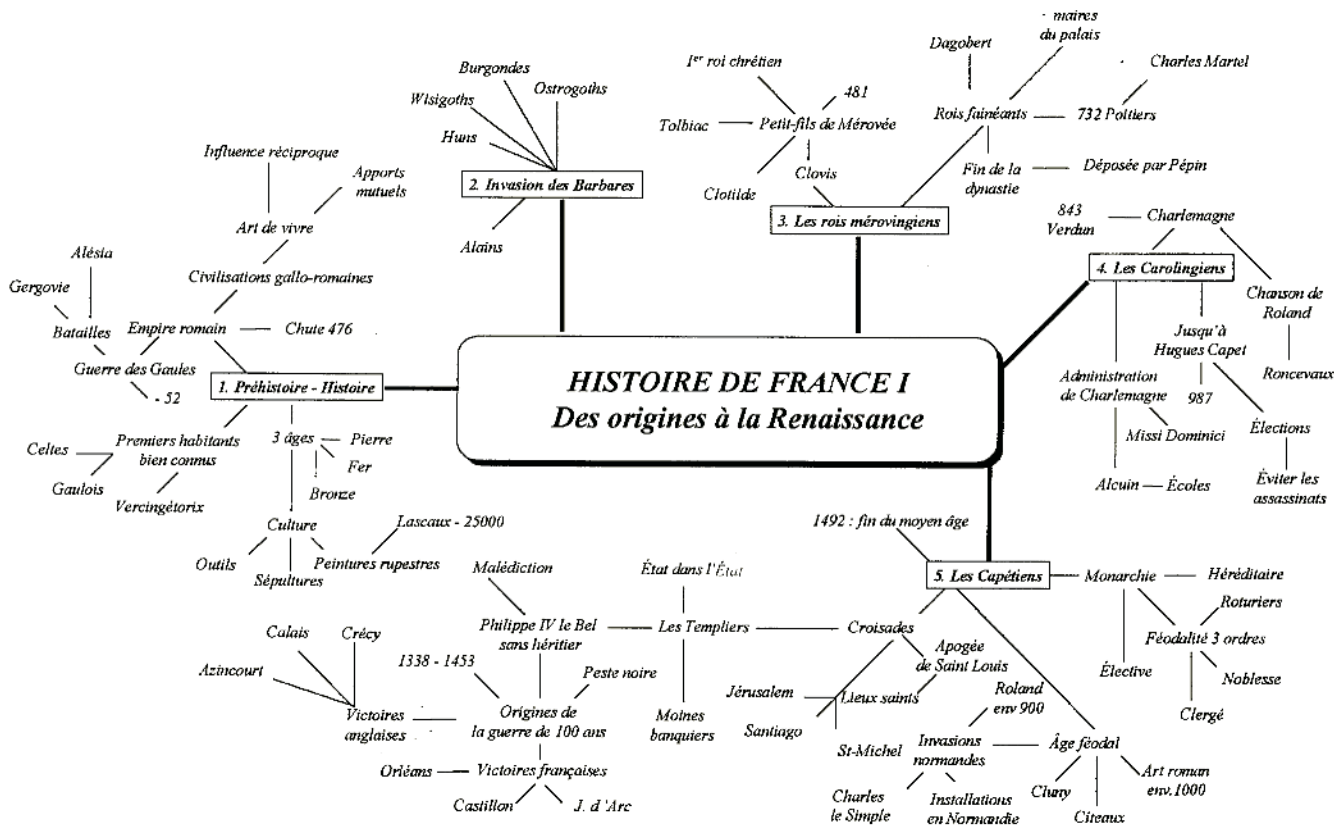 HISTOIRE DE FRANCE I
Des origines à la Renaissance
1. Préhistoire - Histoire
Empire romain
Chute 476
Guerre des Gaules
- 52
Batailles
Gergovie
Alésia
Civilisations gallo-romaines
Art de vivre
Influence réciproque
Apports
mutuels
Premiers habitants
bien connus
Celtes
Gaulois
Vercingétorix
3 âges
Pierre
Fer
Bronze
Culture
Outils
Sépultures
Peintures rupestres
Lascaux - 25000
2. Invasion des Barbares
Burgondes
Wisigoths
Ostrogoths
Huns
Alains
3. Les rois mérovingiens
Clovis
Petit-fils de Mérovée
Ier roi chrétien
481
Tolbiac
Clotilde
Rois fainéants
Dagobert
maires
du palais
732 Poitiers
Charles Martel
Fin de la
dynastie
Déposée par Pépin
4. Les Carolingiens
Charlemagne
843
Verdun
Chanson de
Roland
Roncevaux
Jusqu'à
Hugues Capet
987
Élections
Éviter les
assassinats
Administration
de Charlemagne
Missi Dominici
Alcuin
Écoles
5. Les Capétiens
1492 : fin du moyen âge
Monarchie
Héréditaire
Élective
Féodalité 3 ordres
Roturiers
Noblesse
Clergé
Âge féodal
Art roman
env.1000
Cîteaux
Cluny
Invasions
normandes
Roland
env 900
Charles
le Simple
Installations
en Normandie
Croisades
Apogée
de Saint Louis
Lieux saints
Jérusalem
Santiago
St-Michel
Les Templiers
État dans l'État
Moines
banquiers
Philippe IV le Bel
sans héritier
Malédiction
Origines de
la guerre de 100 ans
1338 - 1453
Peste noire
Victoires
anglaises
Calais
Crécy
Azincourt
Victoires françaises
Orléans
Castillon
J. d 'Arc